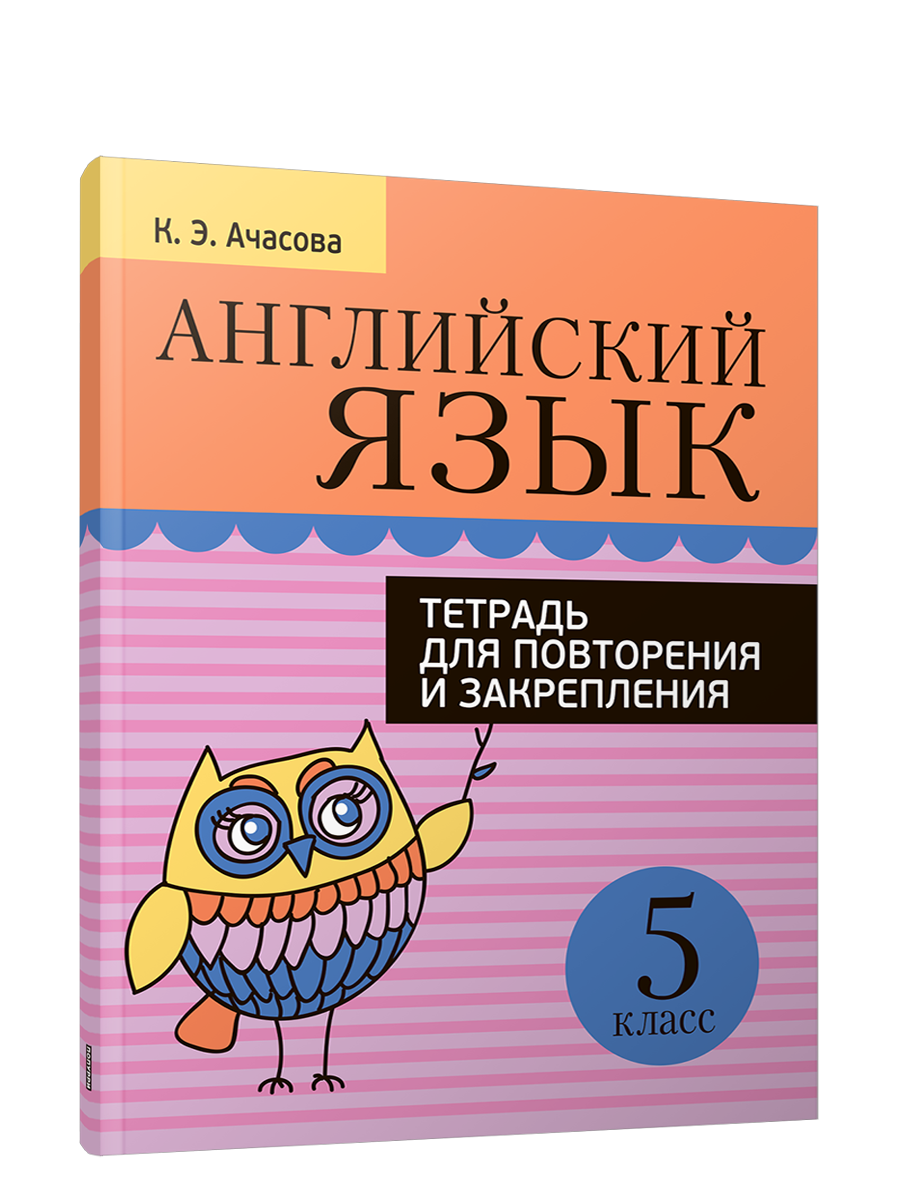 К. Э. Ачасова
АНГЛИЙСКИЙ
ЯЗЫК
ТЕТРАДЬ
ДЛЯ ПОВТОРЕНИЯ
И ЗАКРЕПЛЕНИЯ
5
класс